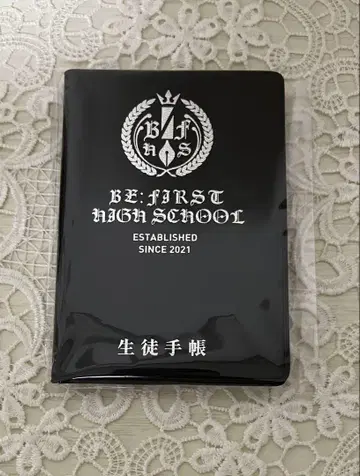 B F
H S
BE:FIRST
HIGH SCHOOL
ESTABLISHED
SINCE 2021
生徒手帳